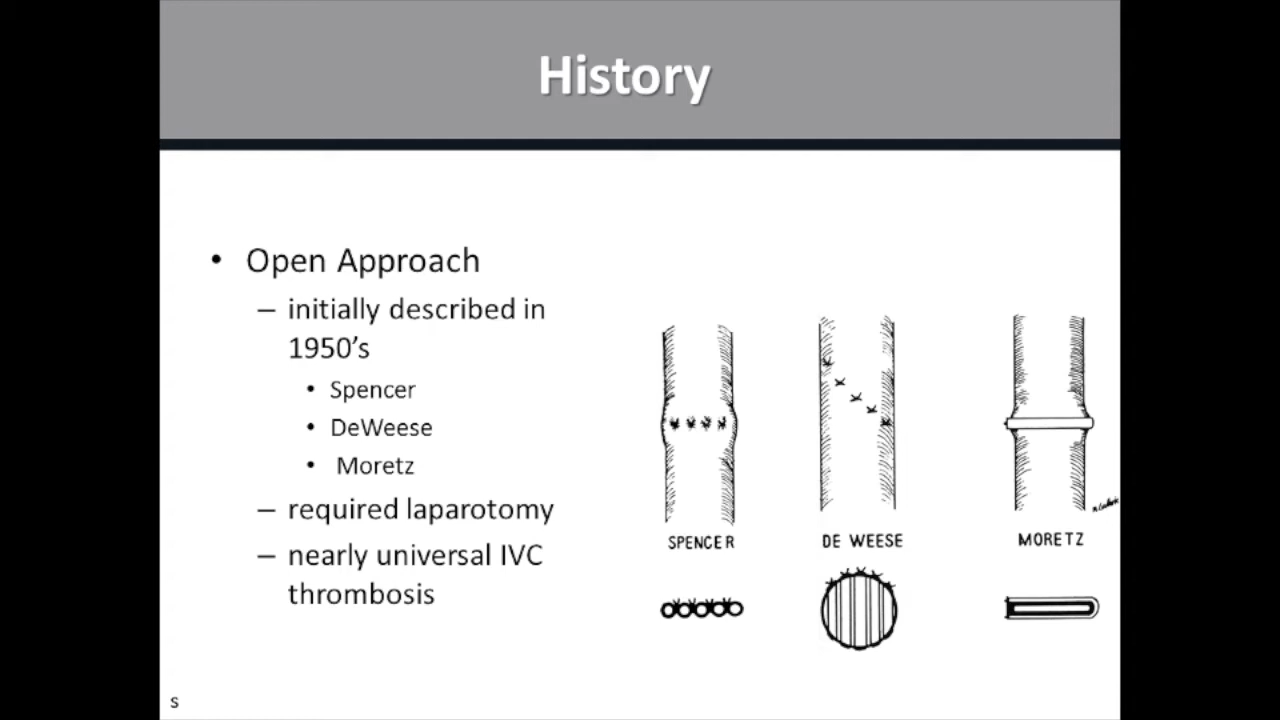 History
• Open Approach
– initially described in
1950's
• Spencer
• DeWeese
• Moretz
– required laparotomy
– nearly universal IVC
thrombosis
SPENCER
DE WEESE
MORETZ
s